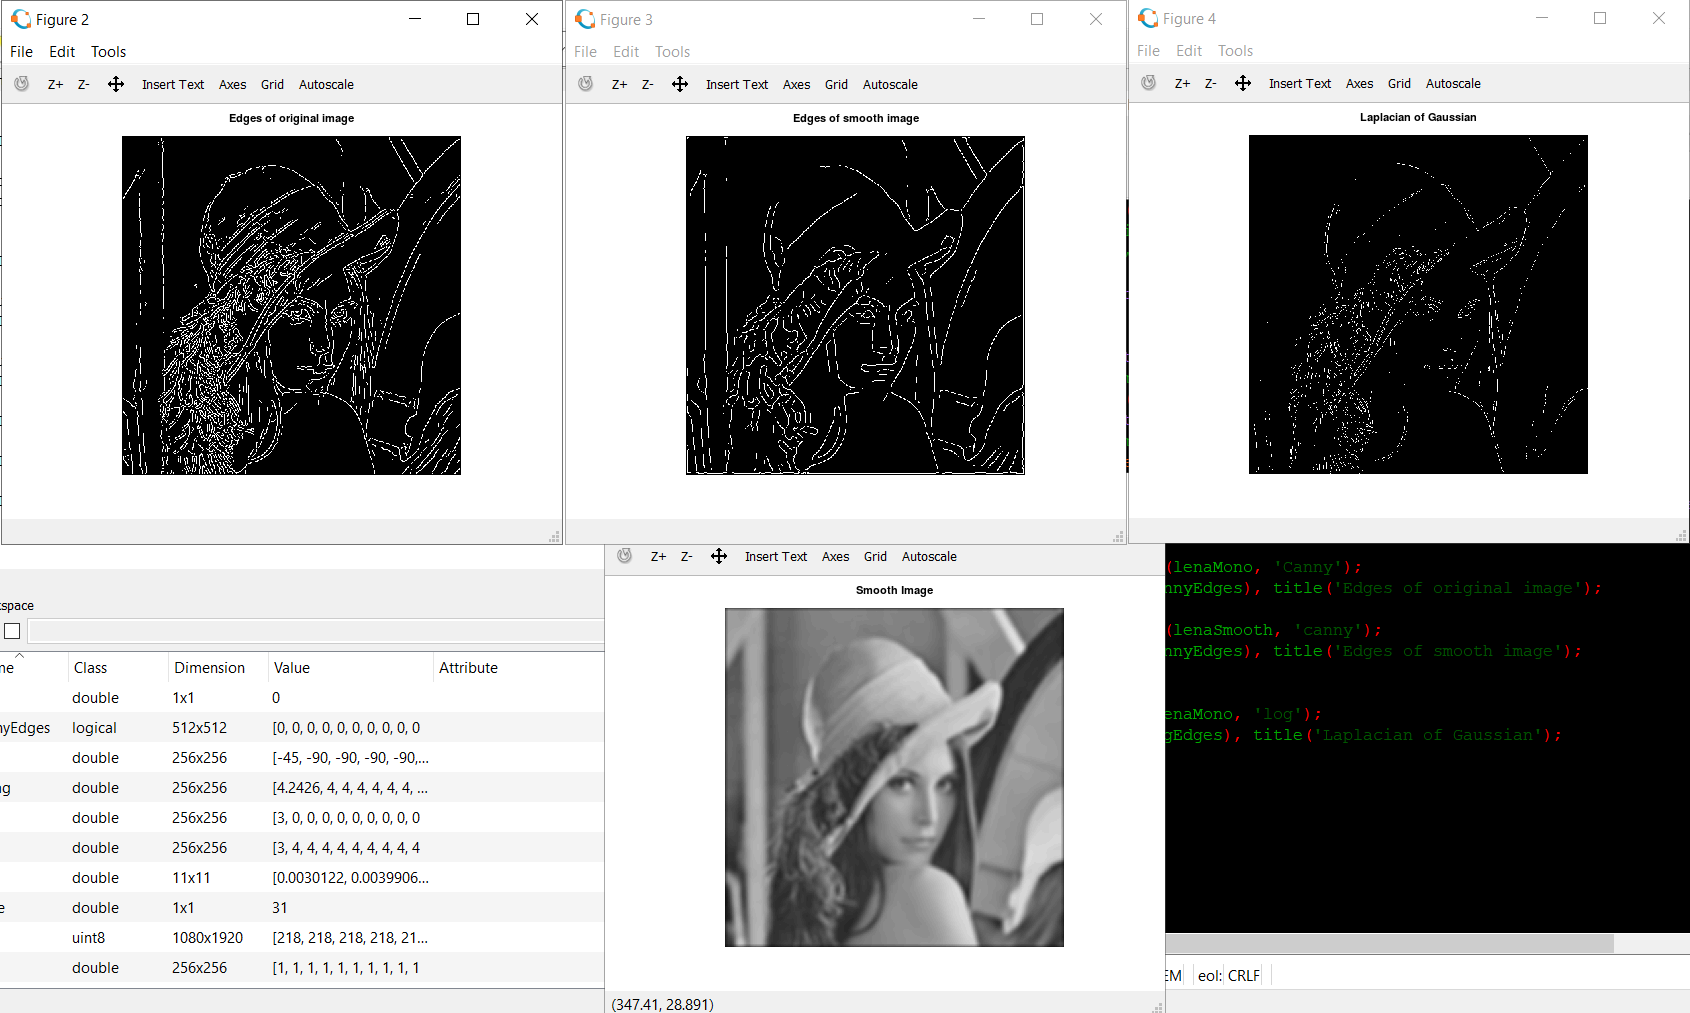 Figure 2
File Edit Tools
Z+ Z- Insert Text Axes Grid Autoscale
Edges of original image
Figure 3
File Edit Tools
Z+ Z- Insert Text Axes Grid Autoscale
Edges of smooth image
Figure 4
File Edit Tools
Z+ Z- Insert Text Axes Grid Autoscale
Laplacian of Gaussian
Z+ Z- Insert Text Axes Grid Autoscale
Smooth Image
(347.41, 28.891)
(lenaMono, 'Canny');
nnyEdges), title('Edges of original image');
(lenaSmooth, 'canny');
nnyEdges), title('Edges of smooth image');
enaMono, 'log');
gEdges), title('Laplacian of Gaussian');
EM eol: CRLF
space
me Class Dimension Value Attribute
double 1x1 0
nyEdges logical 512x512 [0, 0, 0, 0, 0, 0, 0, 0, 0, 0
double 256x256 [-45, -90, -90, -90, -90,...
g double 256x256 [4.2426, 4, 4, 4, 4, 4, 4, ...
double 256x256 [3, 0, 0, 0, 0, 0, 0, 0, 0, 0
double 256x256 [3, 4, 4, 4, 4, 4, 4, 4, 4, 4
double 11x11 [0.0030122, 0.0039906...
e double 1x1 31
uint8 1080x1920 [218, 218, 218, 218, 21...
double 256x256 [1, 1, 1, 1, 1, 1, 1, 1, 1, 1